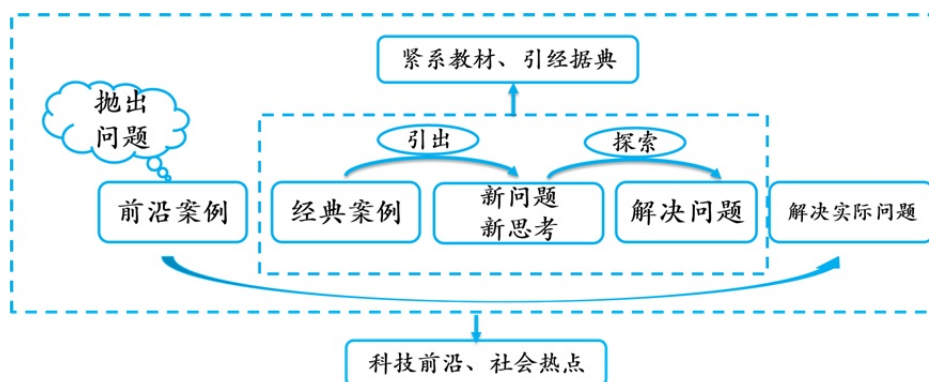 紧系教材、引经据典
抛出
问题
引出
探索
前沿案例
经典案例
新问题
新思考
解决问题
解决实际问题
科技前沿、社会热点